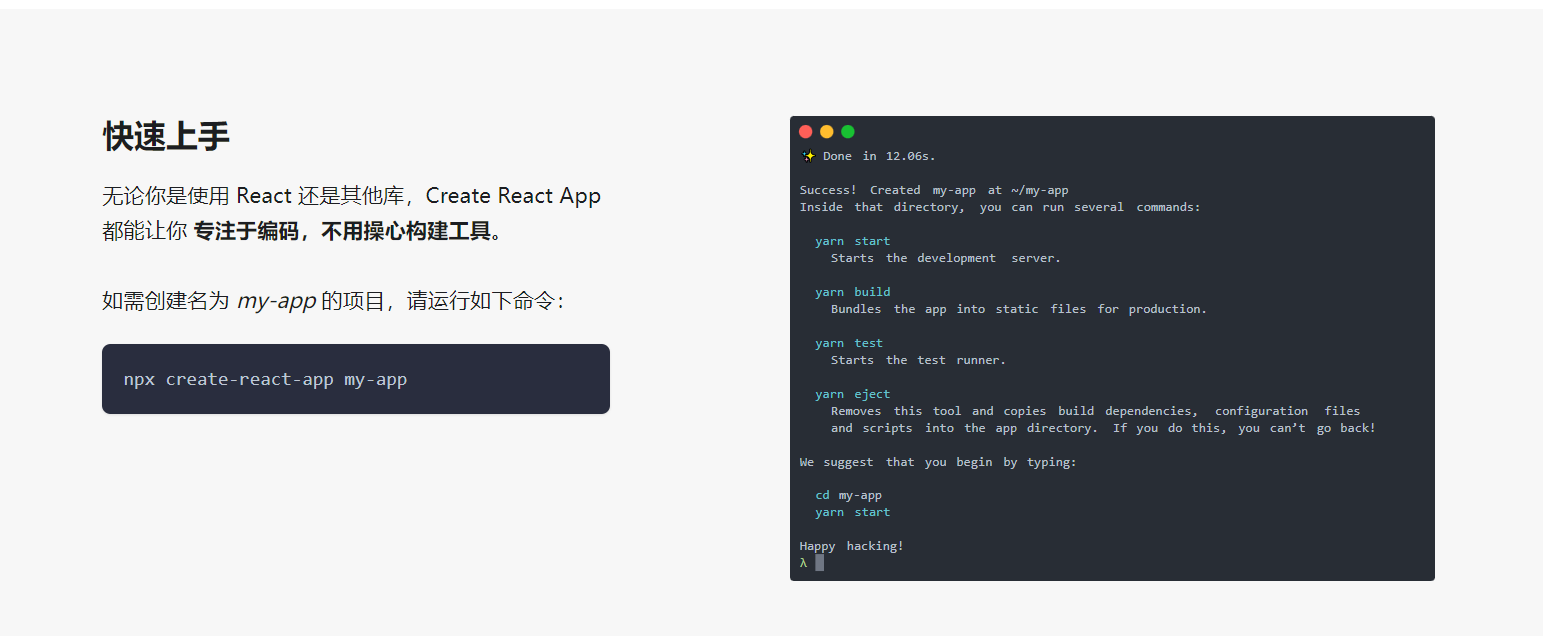 快速上手
无论你是使用 React 还是其他库，Create React App
都能让你 专注于编码，不用操心构建工具。
如需创建名为 my-app 的项目，请运行如下命令：
npx create-react-app my-app
✨ Done in 12.06s.
Success! Created my-app at ~/my-app
Inside that directory, you can run several commands:
yarn start
Starts the development server.
yarn build
Bundles the app into static files for production.
yarn test
Starts the test runner.
yarn eject
Removes this tool and copies build dependencies, configuration files
and scripts into the app directory. If you do this, you can’t go back!
We suggest that you begin by typing:
cd my-app
yarn start
Happy hacking!
λ